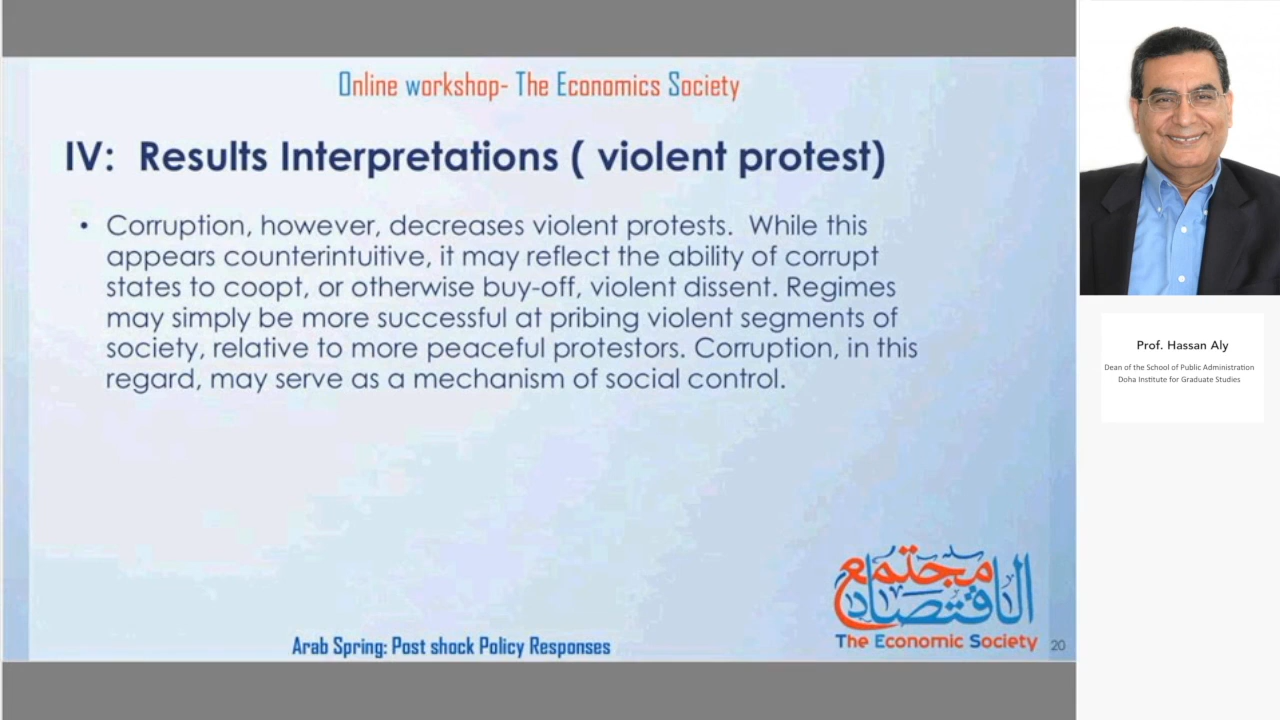 Online workshop- The Economics Society
IV: Results Interpretations ( violent protest)
• Corruption, however, decreases violent protests. While this
appears counterintuitive, it may reflect the ability of corrupt
states to coopt, or otherwise buy-off, violent dissent. Regimes
may simply be more successful at pribing violent segments of
society, relative to more peaceful protestors. Corruption, in this
regard, may serve as a mechanism of social control.
مجتمع
الاقتصاد
The Economic Society
Arab Spring: Post shock Policy Responses
20
Prof. Hassan Aly
Dean of the School of Public Administration
Doha Institute for Graduate Studies